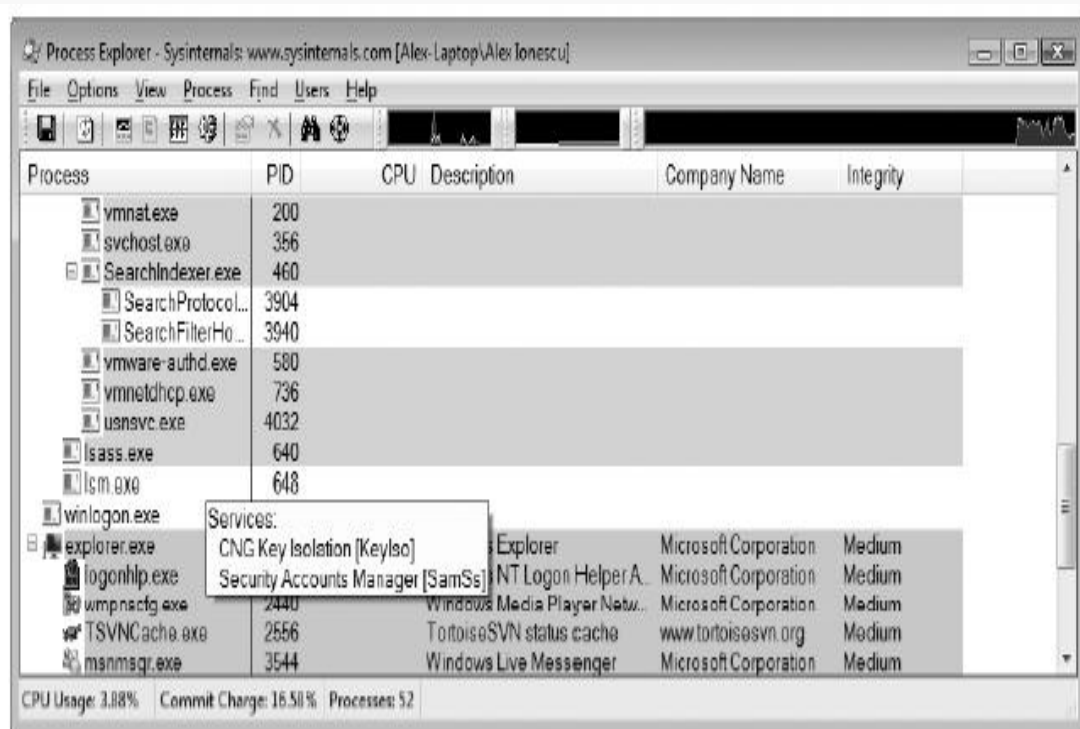 Process Explorer - Sysinternals: www.sysinternals.com [Alex-Laptop\Alex Ionescu]
File Options View Process Find Users Help
Process PID CPU Description Company Name Integrity
vmnat.exe 200
svchost.exe 356
SearchIndexer.exe 460
SearchProtocol... 3904
SearchFilterHo... 3940
vmware-authd.exe 580
vmnetdhcp.exe 736
usnsvc.exe 4032
lsass.exe 640
lsm.exe 648
winlogon.exe
Services:
CNG Key Isolation [KeyIso]
Security Accounts Manager [SamSs]
explorer.exe s Explorer Microsoft Corporation Medium
logonhlp.exe NT Logon Helper A... Microsoft Corporation Medium
wmpnscfg.exe 2440 Windows Media Player Netw... Microsoft Corporation Medium
TSVNCache.exe 2556 TortoiseSVN status cache www.tortoisesvn.org Medium
msnmsgr.exe 3544 Windows Live Messenger Microsoft Corporation Medium
CPU Usage: 3.88% Commit Charge: 16.58% Processes: 52